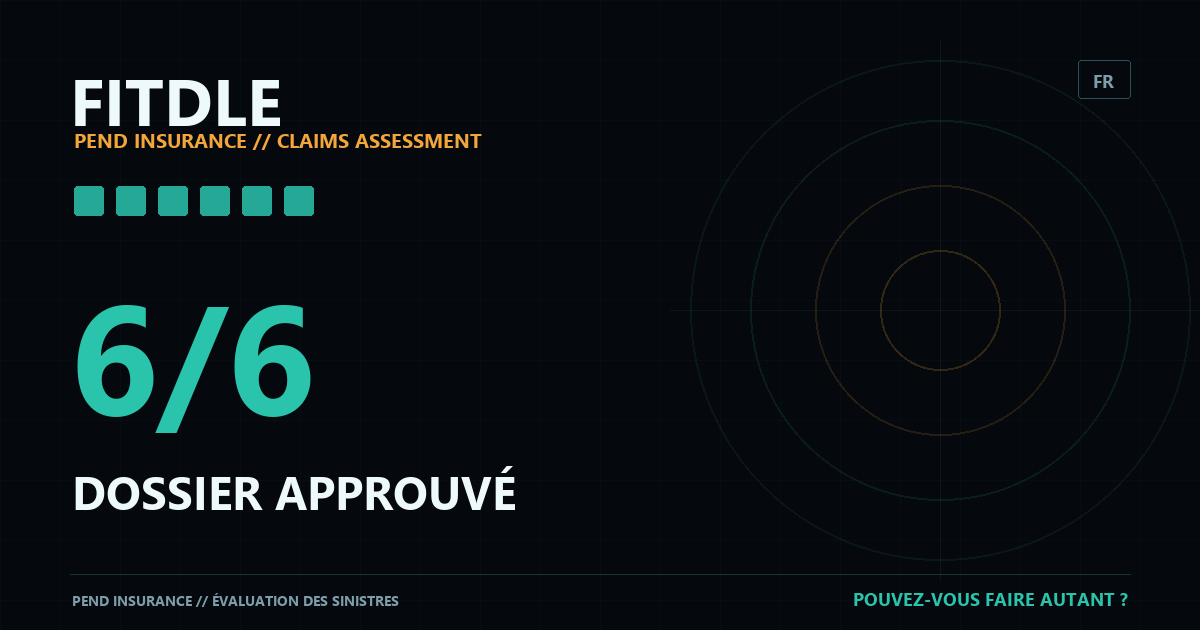 FITDLE
FR
PEND INSURANCE // CLAIMS ASSESSMENT
6/6
DOSSIER APPROUVÉ
PEND INSURANCE // ÉVALUATION DES SINISTRES
POUVEZ-VOUS FAIRE AUTANT ?